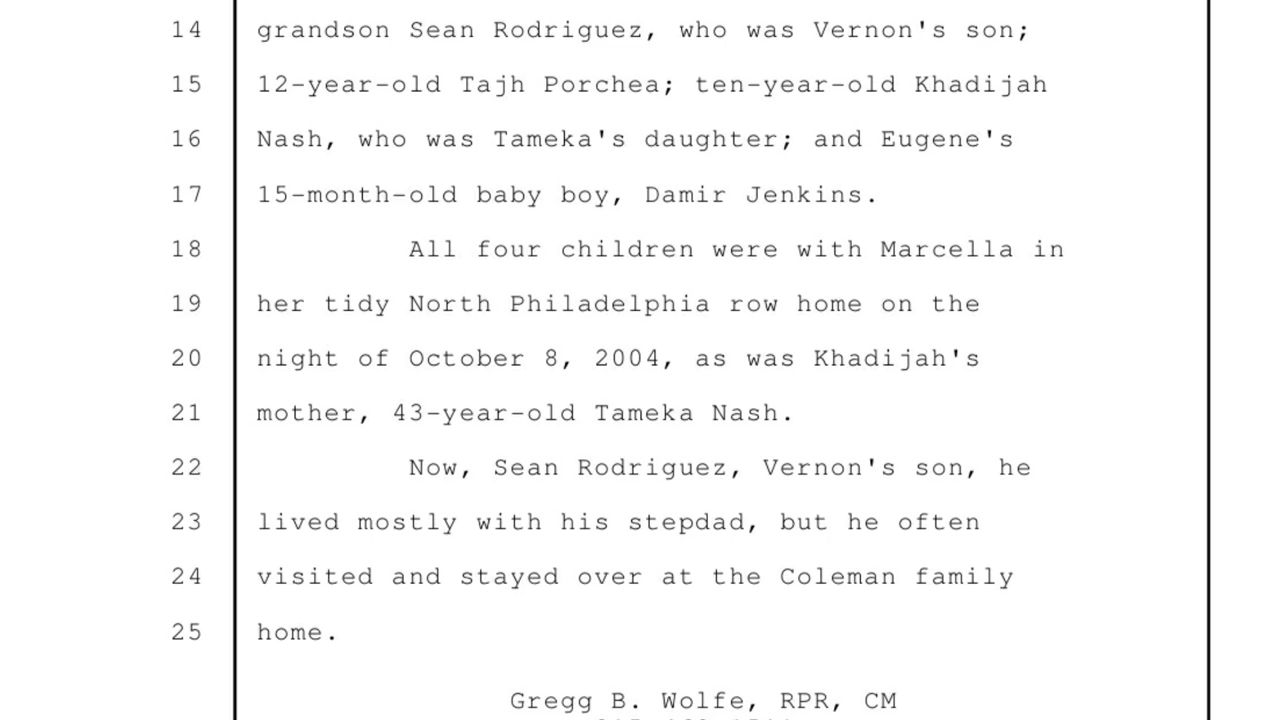 14 grandson Sean Rodriguez, who was Vernon's son;
15 12-year-old Tajh Porchea; ten-year-old Khadijah
16 Nash, who was Tameka's daughter; and Eugene's
17 15-month-old baby boy, Damir Jenkins.
18 All four children were with Marcella in
19 her tidy North Philadelphia row home on the
20 night of October 8, 2004, as was Khadijah's
21 mother, 43-year-old Tameka Nash.
22 Now, Sean Rodriguez, Vernon's son, he
23 lived mostly with his stepdad, but he often
24 visited and stayed over at the Coleman family
25 home.
Gregg B. Wolfe, RPR, CM